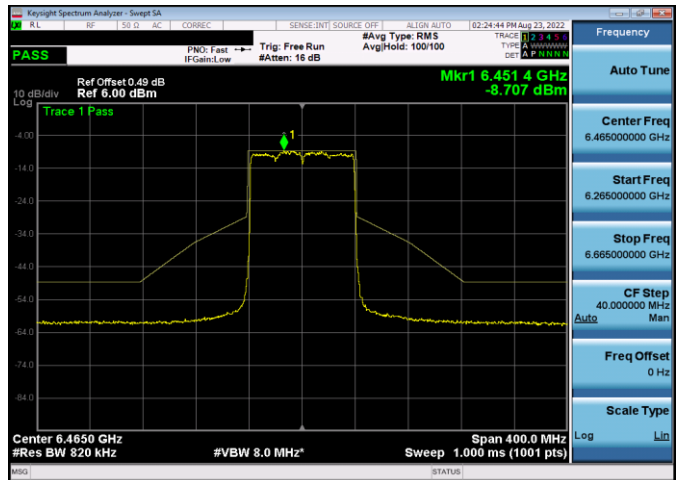 Keysight Spectrum Analyzer - Swept SA
LXI RL RF 50 Ω AC CORREC SENSE:INT SOURCE OFF ALIGN AUTO 02:24:44 PM Aug 23, 2022
#Avg Type: RMS TRACE 1 2 3 4 5 6
PASS PNO: Fast Trig: Free Run Avg|Hold: 100/100 TYPE A WWWWW
IFGain:Low #Atten: 16 dB DET A P N N N N
Mkr1 6.451 4 GHz
Ref Offset 0.49 dB
10 dB/div Ref 6.00 dBm -8.707 dBm
Log
Trace 1 Pass
1
-4.00
-14.0
-24.0
-34.0
-44.0
-54.0
-64.0
-74.0
-84.0
Center 6.4650 GHz Span 400.0 MHz
#Res BW 820 kHz #VBW 8.0 MHz* Sweep 1.000 ms (1001 pts)
MSG STATUS
Frequency
Auto Tune
Center Freq
6.465000000 GHz
Start Freq
6.265000000 GHz
Stop Freq
6.665000000 GHz
CF Step
40.000000 MHz
Auto Man
Freq Offset
0 Hz
Scale Type
Log Lin